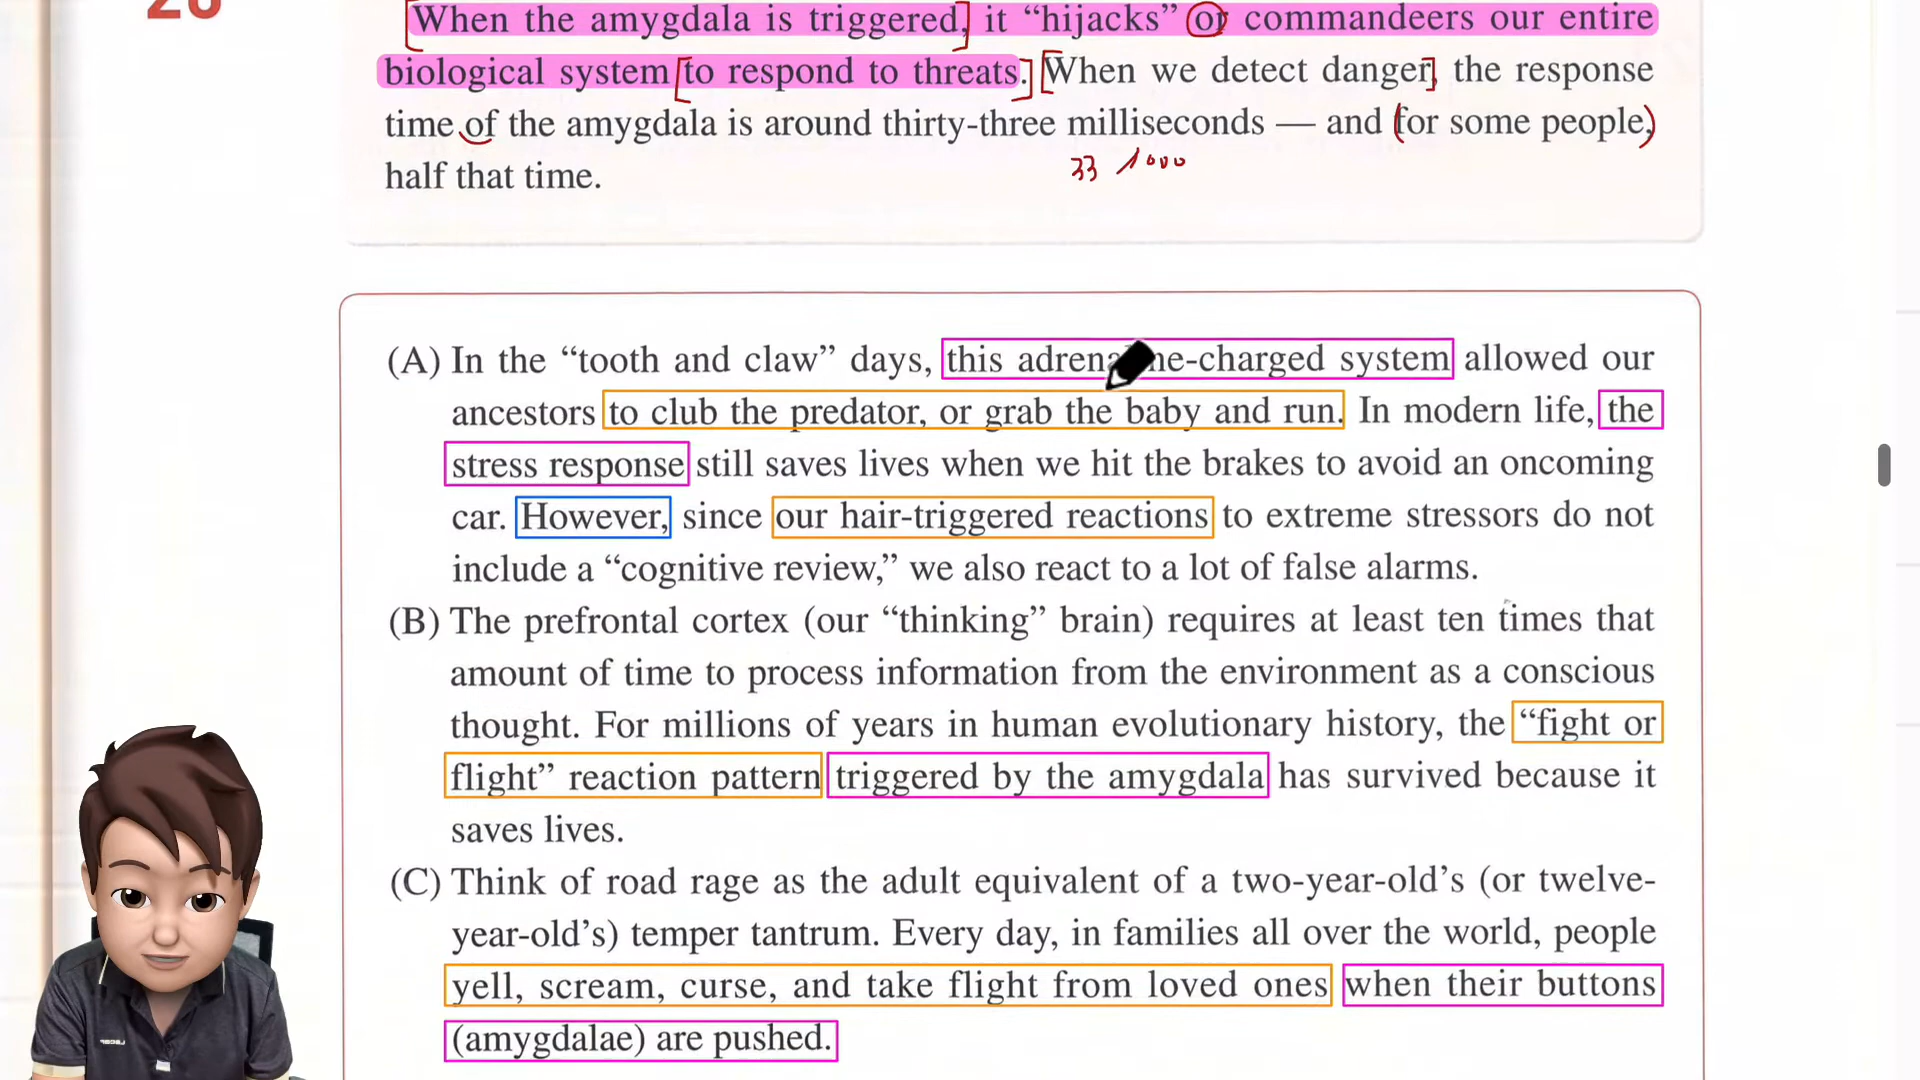 When the amygdala is triggered, it “hijacks” or commandeers our entire
biological system to respond to threats. When we detect danger, the response
time of the amygdala is around thirty-three milliseconds — and for some people,
33 1000
half that time.
(A) In the “tooth and claw” days, this adrenaline-charged system allowed our
ancestors to club the predator, or grab the baby and run. In modern life, the
stress response still saves lives when we hit the brakes to avoid an oncoming
car. However, since our hair-triggered reactions to extreme stressors do not
include a “cognitive review,” we also react to a lot of false alarms.
(B) The prefrontal cortex (our “thinking” brain) requires at least ten times that
amount of time to process information from the environment as a conscious
thought. For millions of years in human evolutionary history, the “fight or
flight” reaction pattern triggered by the amygdala has survived because it
saves lives.
(C) Think of road rage as the adult equivalent of a two-year-old’s (or twelve-
year-old’s) temper tantrum. Every day, in families all over the world, people
yell, scream, curse, and take flight from loved ones when their buttons
(amygdalae) are pushed.